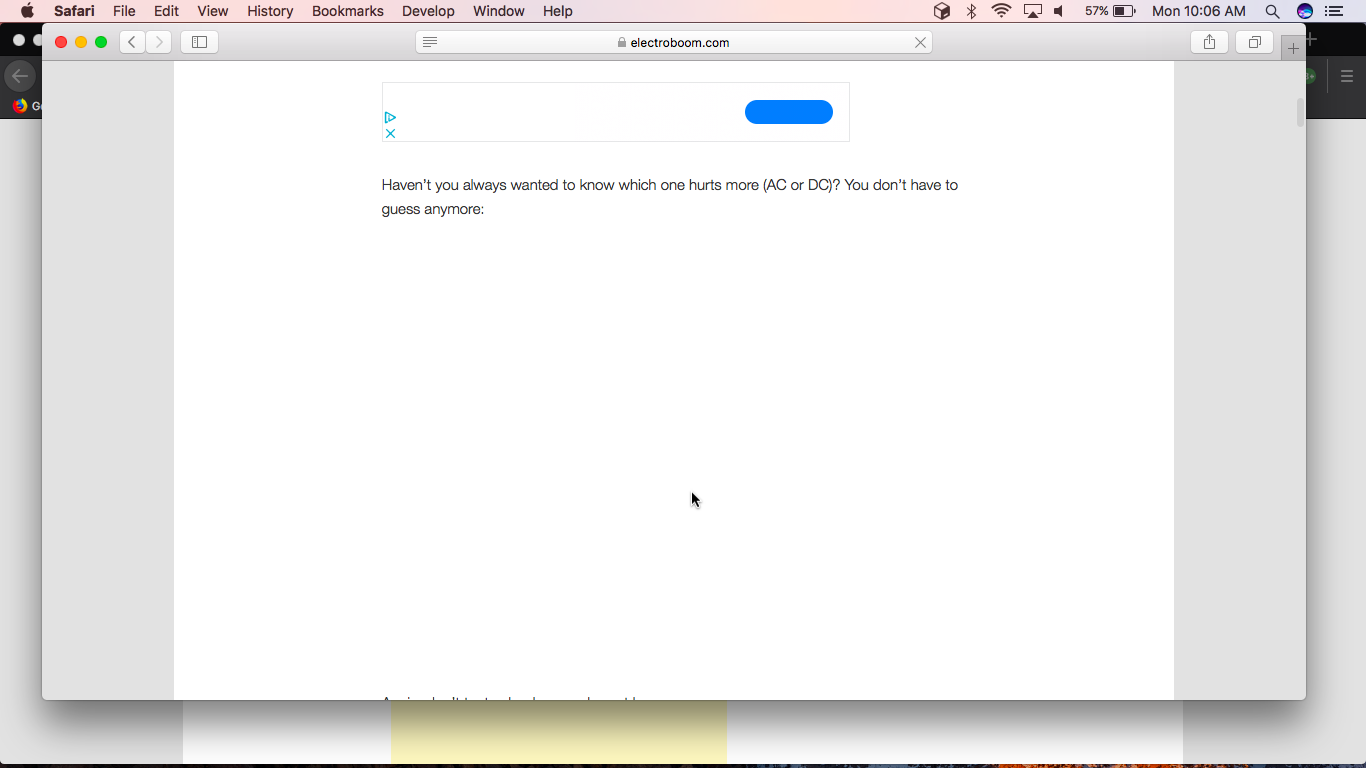 Safari File Edit View History Bookmarks Develop Window Help 57% Mon 10:06 AM
electroboom.com
Haven't you always wanted to know which one hurts more (AC or DC)? You don't have to
guess anymore: